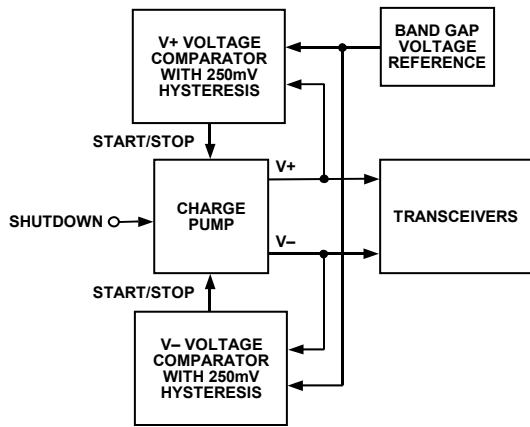 V+ VOLTAGE
COMPARATOR
WITH 250mV
HYSTERESIS
BAND GAP
VOLTAGE
REFERENCE
START/STOP
V+
SHUTDOWN
CHARGE
PUMP
TRANSCEIVERS
V–
START/STOP
V– VOLTAGE
COMPARATOR
WITH 250mV
HYSTERESIS